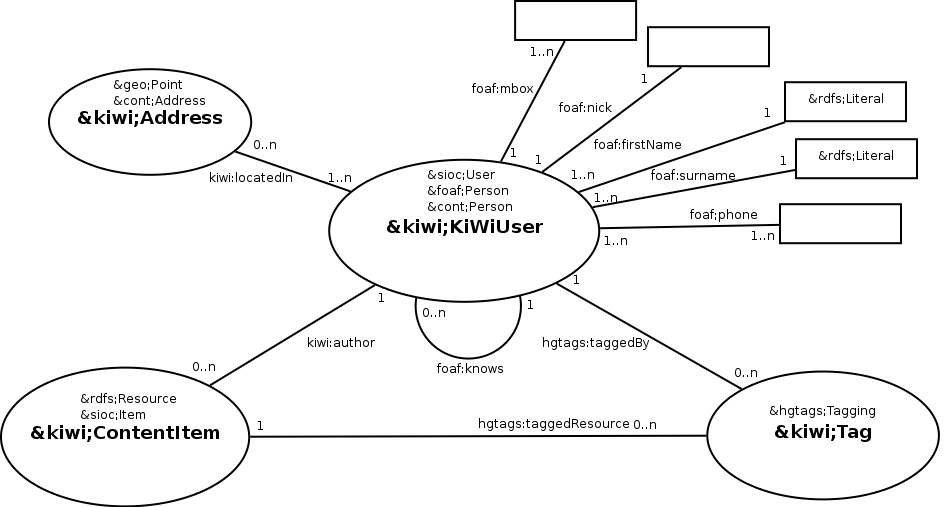 1..n
&geo;Point
&cont;Address
&kiwi;Address
foaf:mbox
1
foaf:nick
&rdfs;Literal
1
0..n
1
1
foaf:firstName
&rdfs;Literal
1
kiwi:locatedIn
1..n
&sioc;User
&foaf;Person
&cont;Person
&kiwi;KiWiUser
1..n
foaf:surname
1..n
foaf;phone
1..n
1..n
1
0..n
1
1
kiwi:author
foaf:knows
hgtags:taggedBy
0..n
0..n
&rdfs;Resource
&sioc;Item
&kiwi;ContentItem
1
hgtags:taggedResource
0..n
&hgtags;Tagging
&kiwi;Tag